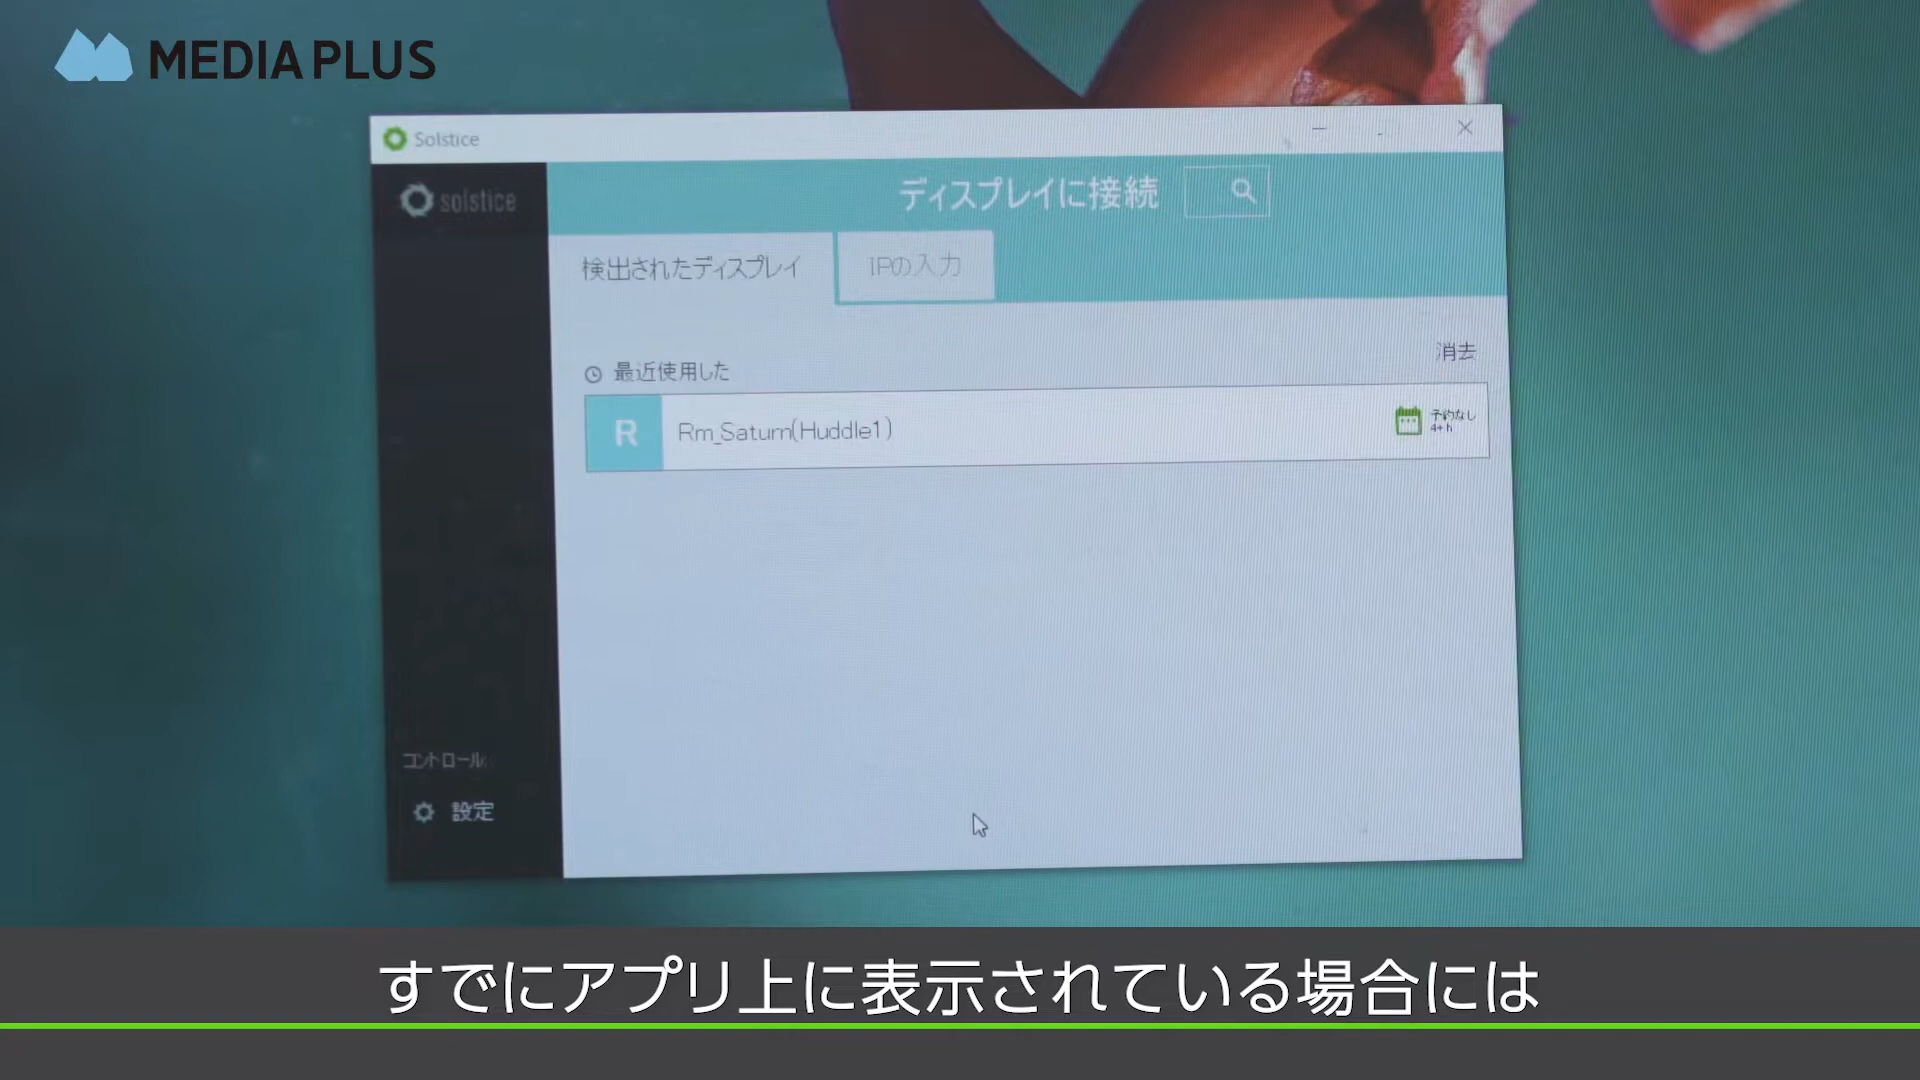 MEDIA PLUS
Solstice
solstice
ディスプレイに接続
検出されたディスプレイ
IPの入力
消去
最近使用した
R
Rm_Saturn(Huddle1)
予約なし
4+ h
コントロール:
設定
すでにアプリ上に表示されている場合には